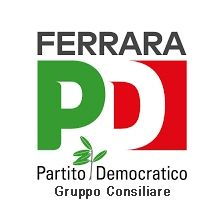 FERRARA
PD
Partito Democratico
Gruppo Consiliare